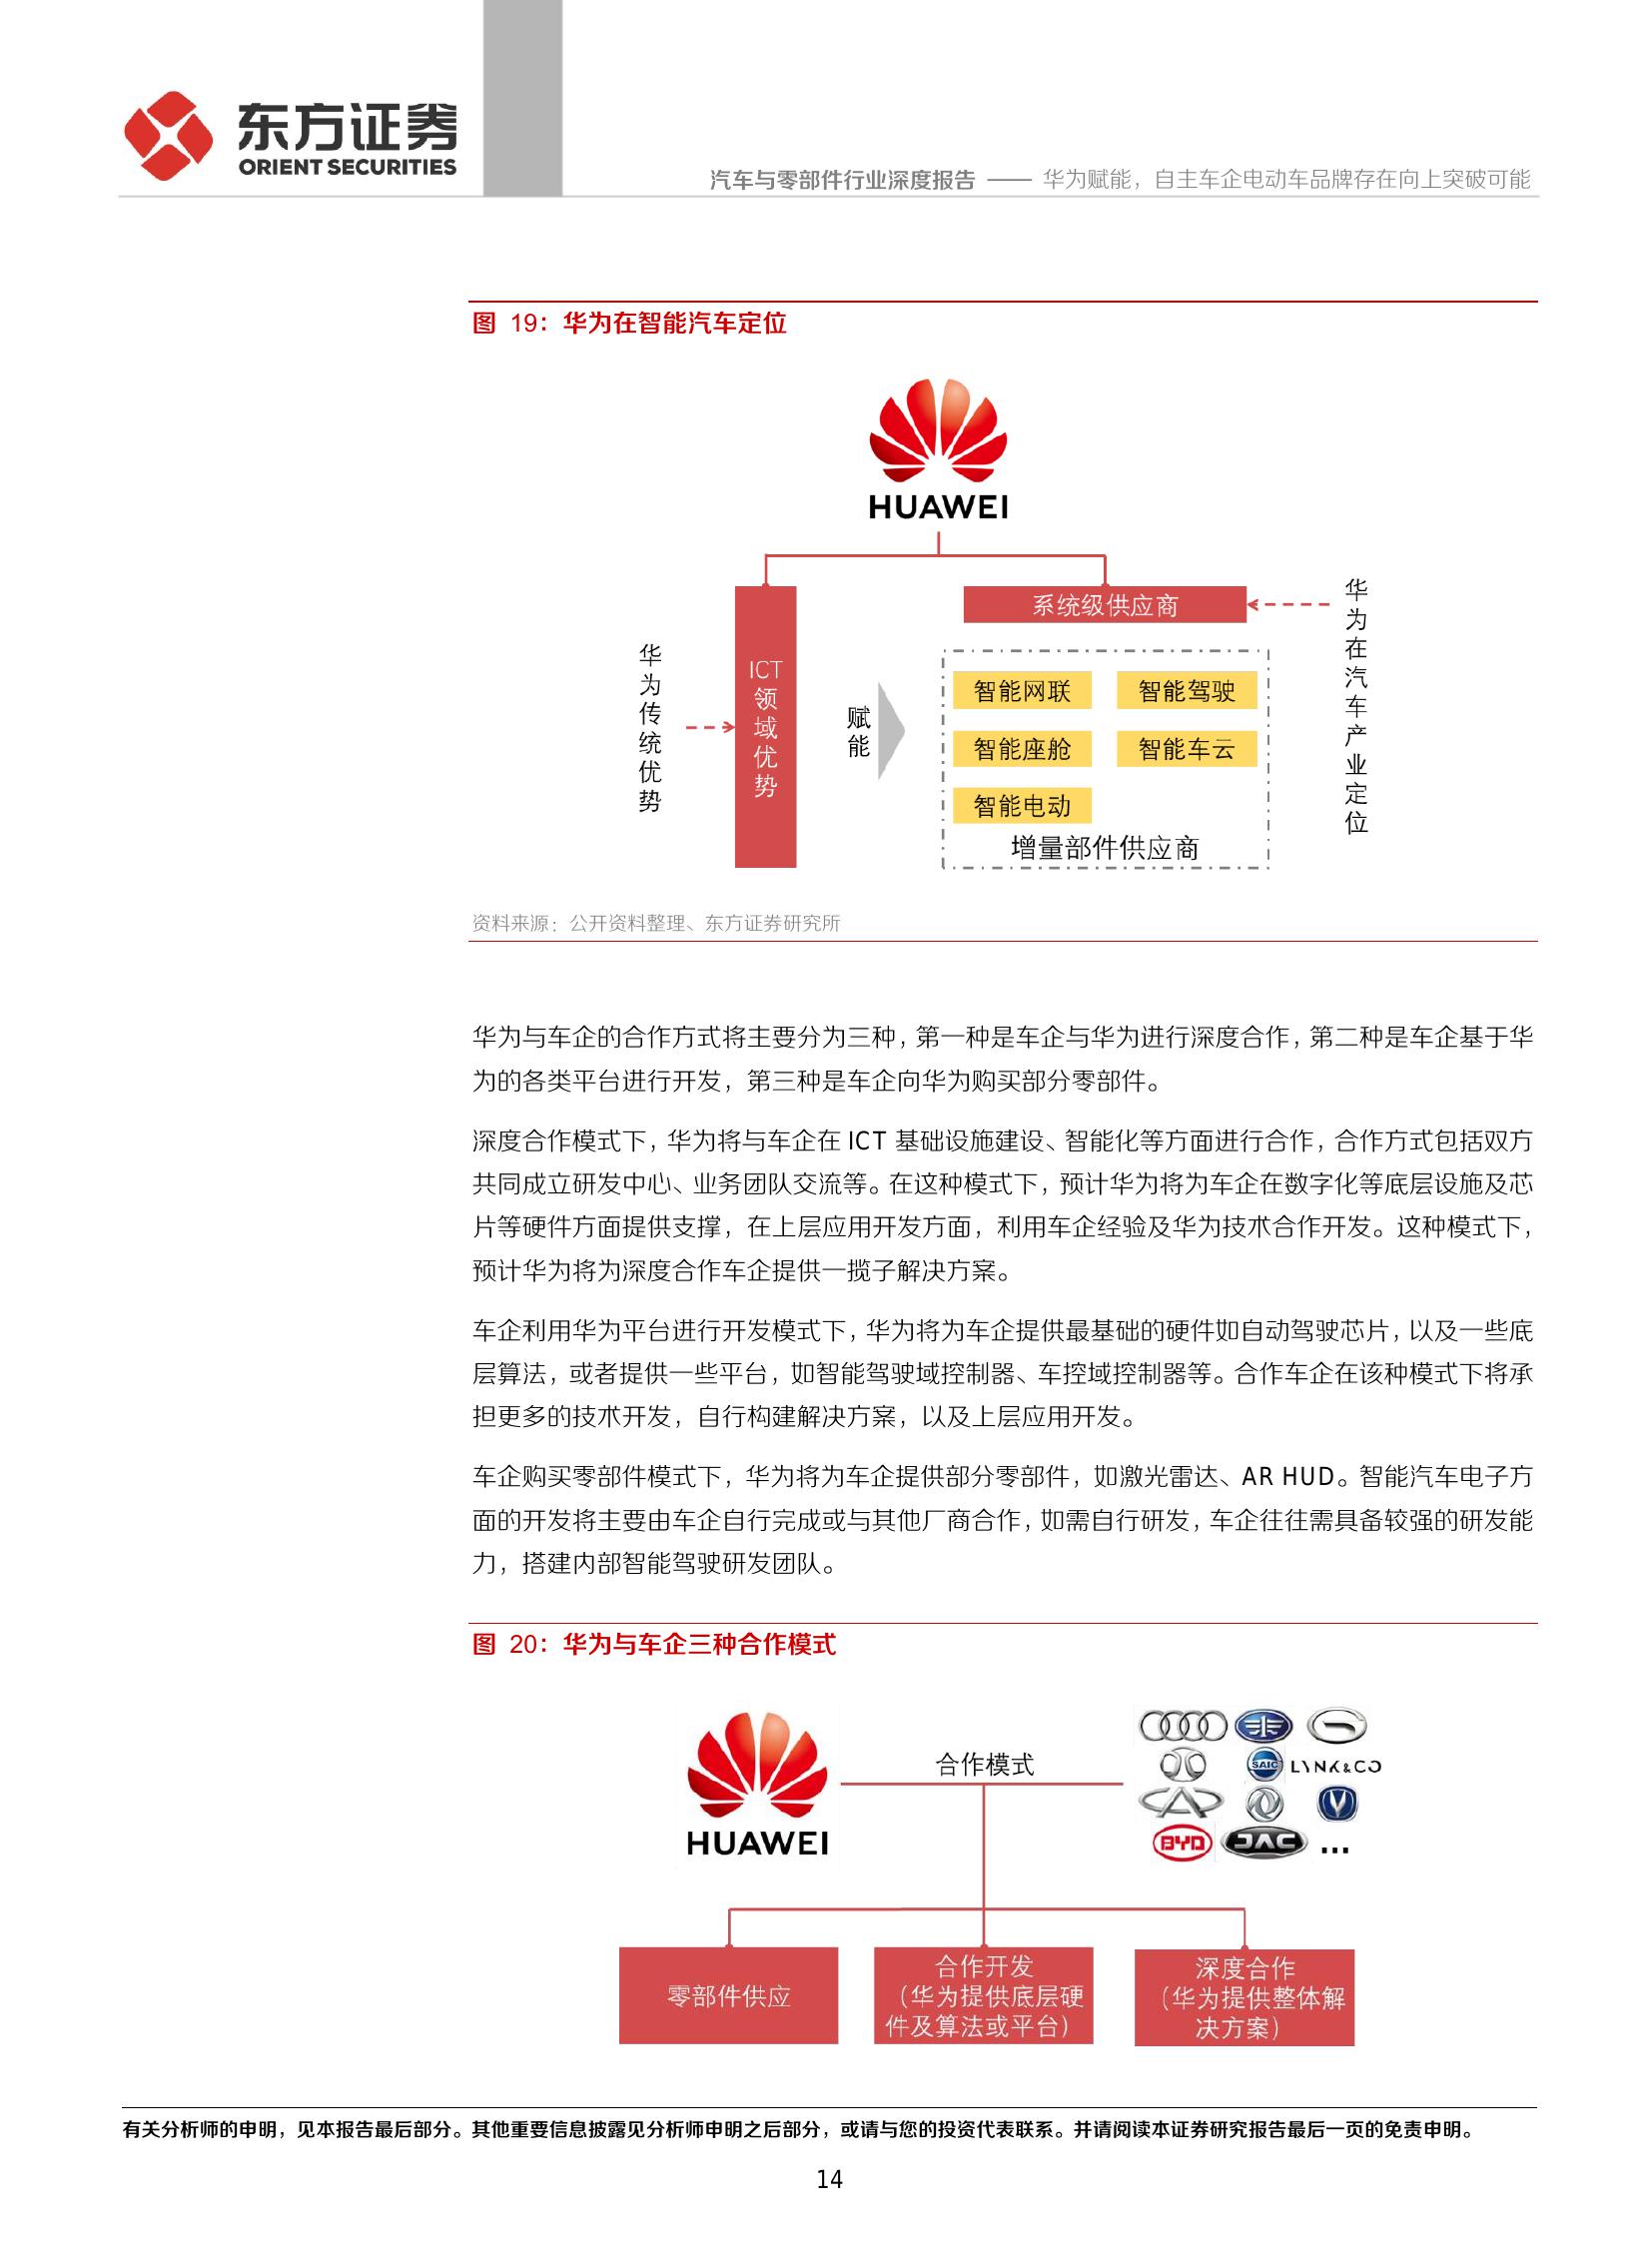 东方证券
ORIENT SECURITIES
汽车与零部件行业深度报告 —— 华为赋能，自主车企电动车品牌存在向上突破可能
图 19：华为在智能汽车定位
HUAWEI
华为传统优势
ICT领域优势
赋能
系统级供应商
智能网联 智能驾驶
智能座舱 智能车云
智能电动
增量部件供应商
华为在汽车产业定位
资料来源：公开资料整理、东方证券研究所
华为与车企的合作方式将主要分为三种，第一种是车企与华为进行深度合作，第二种是车企基于华
为的各类平台进行开发，第三种是车企向华为购买部分零部件。
深度合作模式下，华为将与车企在 ICT 基础设施建设、智能化等方面进行合作，合作方式包括双方
共同成立研发中心、业务团队交流等。在这种模式下，预计华为将为车企在数字化等底层设施及芯
片等硬件方面提供支撑，在上层应用开发方面，利用车企经验及华为技术合作开发。这种模式下，
预计华为将为深度合作车企提供一揽子解决方案。
车企利用华为平台进行开发模式下，华为将为车企提供最基础的硬件如自动驾驶芯片，以及一些底
层算法，或者提供一些平台，如智能驾驶域控制器、车控域控制器等。合作车企在该种模式下将承
担更多的技术开发，自行构建解决方案，以及上层应用开发。
车企购买零部件模式下，华为将为车企提供部分零部件，如激光雷达、AR HUD。智能汽车电子方
面的开发将主要由车企自行完成或与其他厂商合作，如需自行研发，车企往往需具备较强的研发能
力，搭建内部智能驾驶研发团队。
图 20：华为与车企三种合作模式
HUAWEI
合作模式
SAIC LYNK&CO
BYD JAC ...
零部件供应
合作开发
（华为提供底层硬
件及算法或平台）
深度合作
（华为提供整体解
决方案）
有关分析师的申明，见本报告最后部分。其他重要信息披露见分析师申明之后部分，或请与您的投资代表联系。并请阅读本证券研究报告最后一页的免责申明。
14